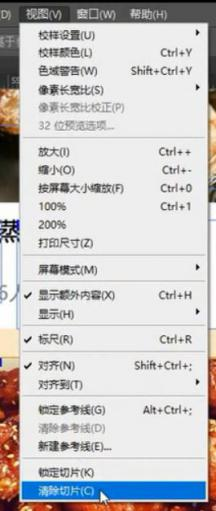 D) 视图(V) 窗口(W) 帮助(H)
校样设置(U)
校样颜色(L) Ctrl+Y
色域警告(W) Shift+Ctrl+Y
像素长宽比(S)
像素长宽比校正(P)
32 位预览选项...
放大(I) Ctrl++
缩小(O) Ctrl+-
按屏幕大小缩放(F) Ctrl+0
100% Ctrl+1
200%
打印尺寸(Z)
屏幕模式(M)
显示额外内容(X) Ctrl+H
显示(H)
标尺(R) Ctrl+R
对齐(N) Shift+Ctrl+;
对齐到(T)
锁定参考线(G) Alt+Ctrl+;
清除参考线(D)
新建参考线(E)...
锁定切片(K)
清除切片(C)
蒸